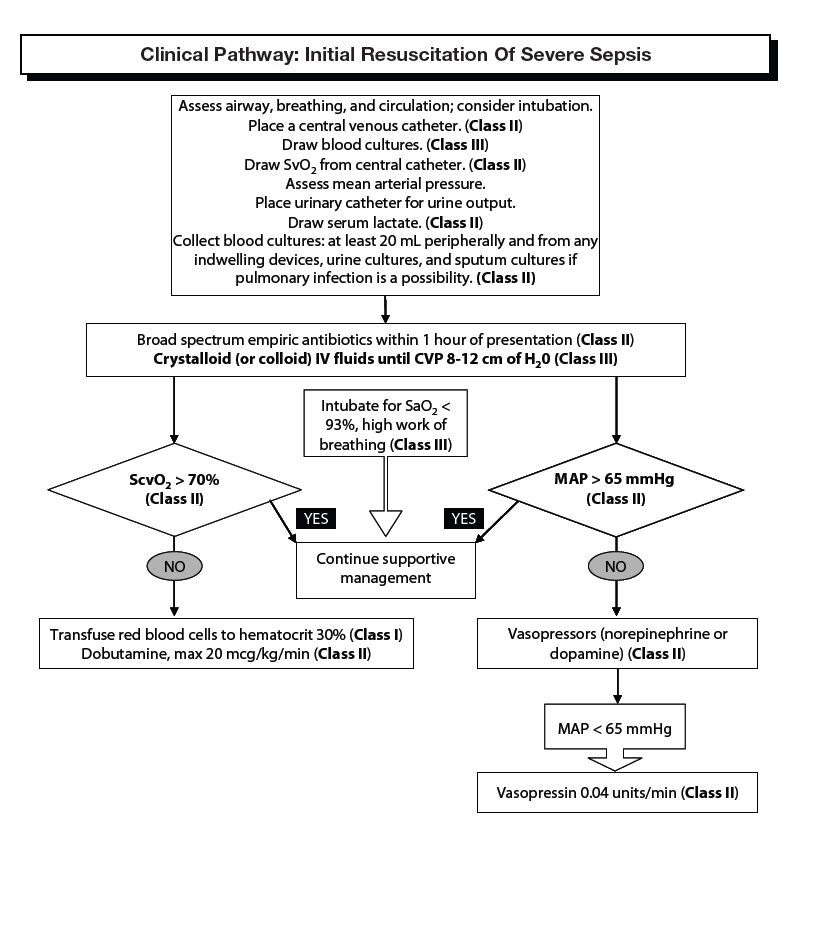 Clinical Pathway: Initial Resuscitation Of Severe Sepsis
Assess airway, breathing, and circulation; consider intubation.
Place a central venous catheter. (Class II)
Draw blood cultures. (Class III)
Draw SvO2 from central catheter. (Class II)
Assess mean arterial pressure.
Place urinary catheter for urine output.
Draw serum lactate. (Class II)
Collect blood cultures: at least 20 mL peripherally and from any
indwelling devices, urine cultures, and sputum cultures if
pulmonary infection is a possibility. (Class II)
Broad spectrum empiric antibiotics within 1 hour of presentation (Class II)
Crystalloid (or colloid) IV fluids until CVP 8-12 cm of H20 (Class III)
Intubate for SaO2 <
93%, high work of
breathing (Class III)
ScvO2 > 70%
(Class II)
MAP > 65 mmHg
(Class II)
YES
YES
Continue supportive
management
NO
NO
Transfuse red blood cells to hematocrit 30% (Class I)
Dobutamine, max 20 mcg/kg/min (Class II)
Vasopressors (norepinephrine or
dopamine) (Class II)
MAP < 65 mmHg
Vasopressin 0.04 units/min (Class II)